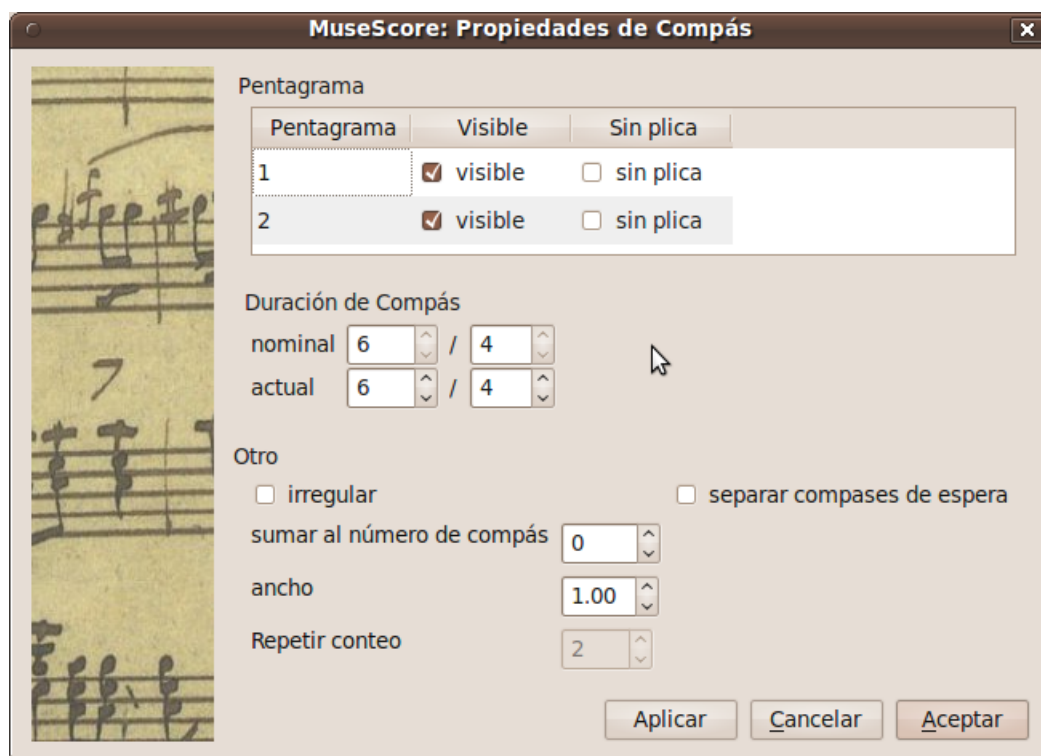 MuseScore: Propiedades de Compás
Pentagrama
Pentagrama Visible Sin plica
1 visible sin plica
2 visible sin plica
Duración de Compás
nominal 6 / 4
actual 6 / 4
Otro
irregular separar compases de espera
sumar al número de compás 0
ancho 1.00
Repetir conteo 2
Aplicar Cancelar Aceptar